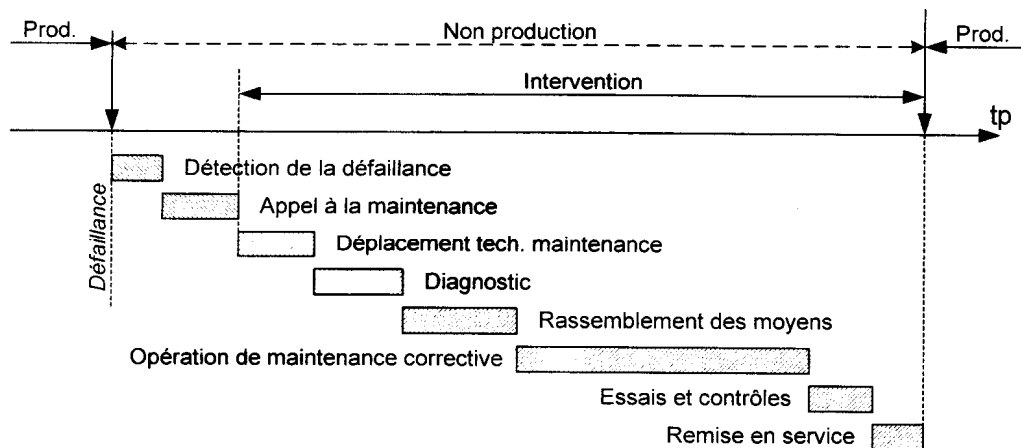 Prod.
Non production
Prod.
Intervention
tp
Détection de la défaillance
Appel à la maintenance
Défaillance
Déplacement tech. maintenance
Diagnostic
Rassemblement des moyens
Opération de maintenance corrective
Essais et contrôles
Remise en service